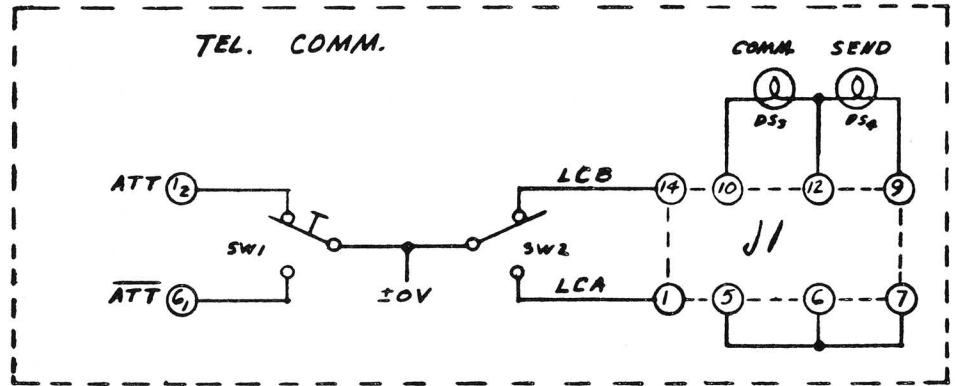 TEL. COMM.
COMM. SEND
DS3 DS4
ATT 12
LCB
14 10 12 9
SW1
SW2
J1
±0V
ATT 61
LCA
1 5 6 7